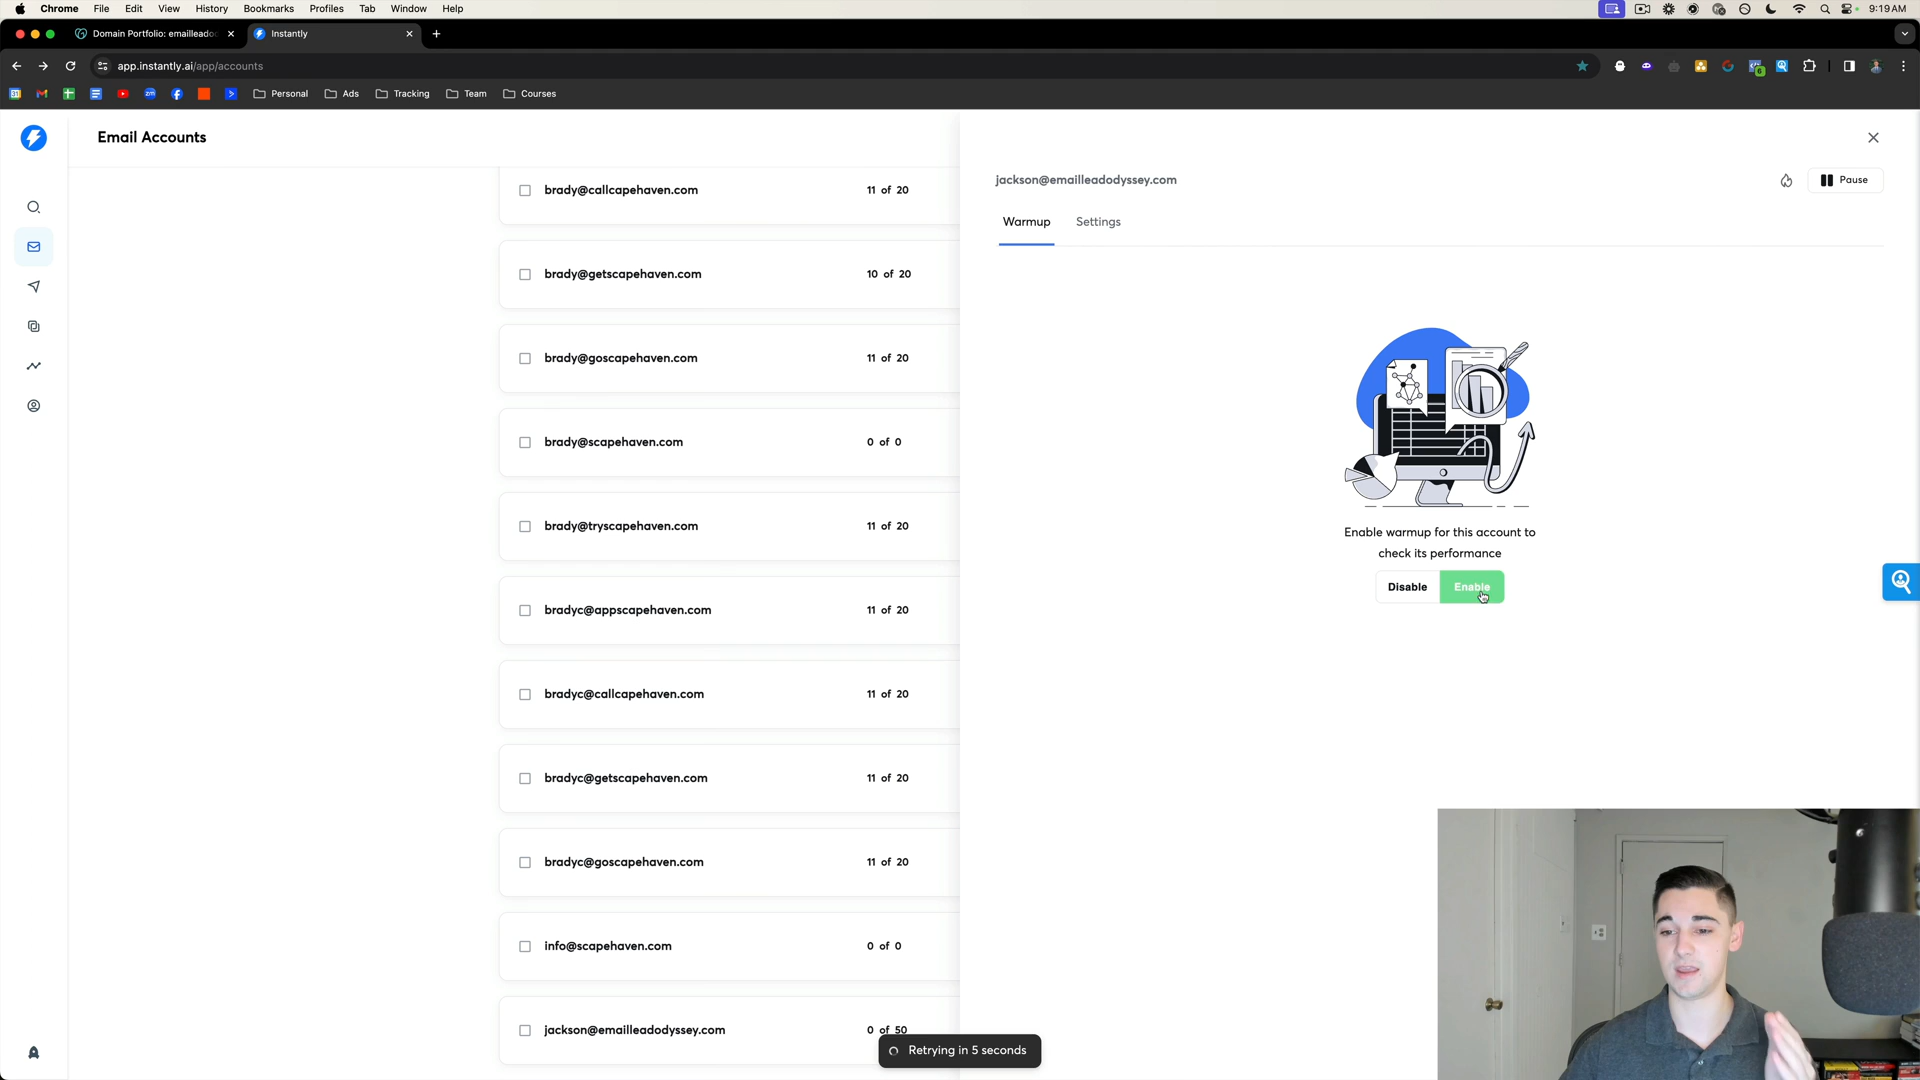 Chrome File Edit View History Bookmarks Profiles Tab Window Help 9:19 AM
Domain Portfolio: emailleado Instantly
app.instantly.ai/app/accounts
Personal Ads Tracking Team Courses
Email Accounts
jackson@emailleadodyssey.com Pause
Warmup Settings
brady@callcapehaven.com 11 of 20
brady@getscapehaven.com 10 of 20
brady@goscapehaven.com 11 of 20
brady@scapehaven.com 0 of 0
brady@tryscapehaven.com 11 of 20
bradyc@appscapehaven.com 11 of 20
bradyc@callcapehaven.com 11 of 20
bradyc@getscapehaven.com 11 of 20
bradyc@goscapehaven.com 11 of 20
info@scapehaven.com 0 of 0
jackson@emailleadodyssey.com 0 of 50
Enable warmup for this account to
check its performance
Disable Enable
Retrying in 5 seconds